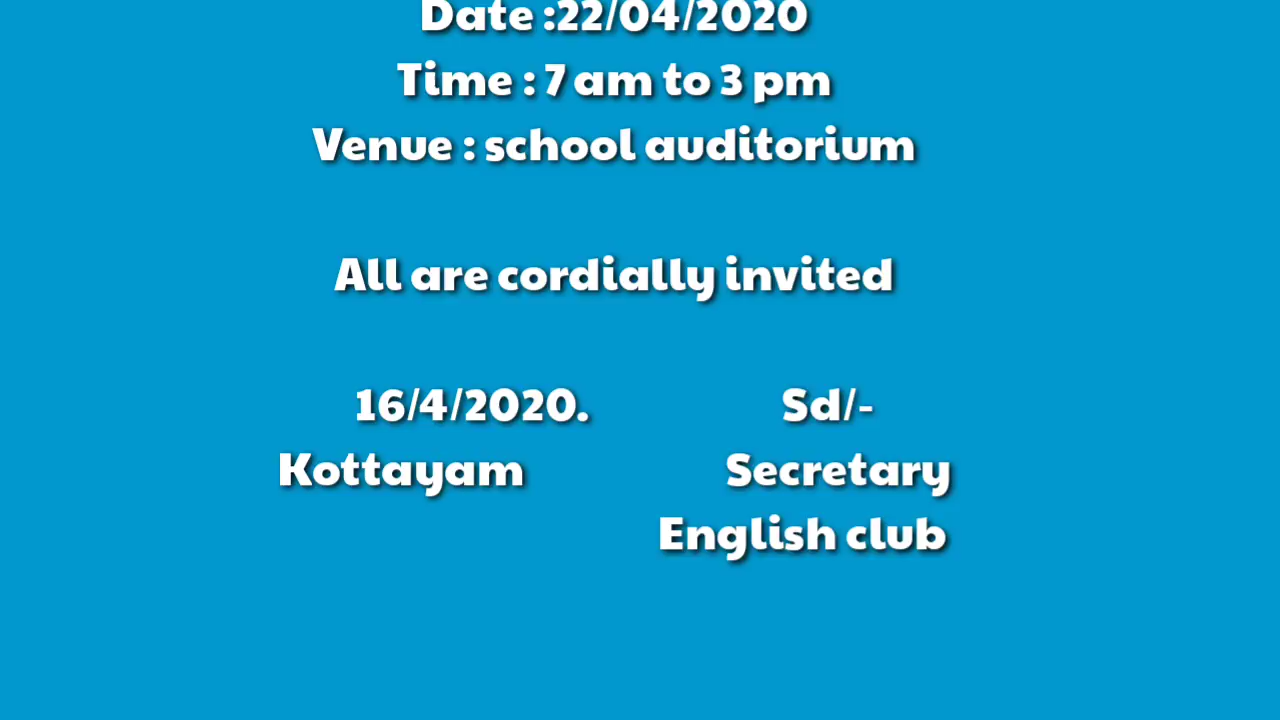 Date :22/04/2020
Time : 7 am to 3 pm
Venue : school auditorium
All are cordially invited
16/4/2020. Sd/-
Kottayam Secretary
English club